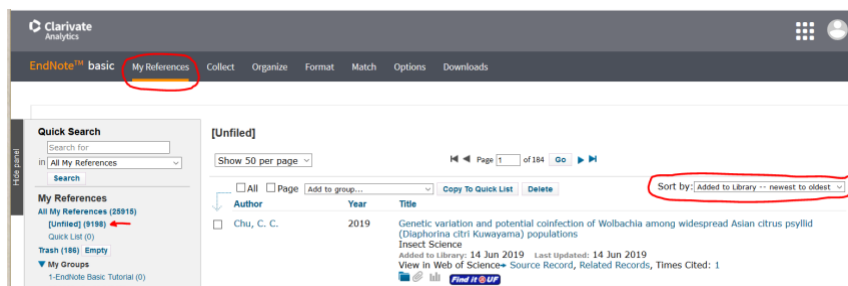 Clarivate
Analytics
EndNote™ basic My References Collect Organize Format Match Options Downloads
Hide panel
Quick Search
Search for
in All My References
Search
My References
All My References (25915)
[Unfiled] (9198)
Quick List (0)
Trash (186) Empty
My Groups
1-EndNote Basic Tutorial (0)
[Unfiled]
Show 50 per page
Page 1 of 184 Go
Sort by: Added to Library -- newest to oldest
All Page Add to group... Copy To Quick List Delete
Author Year Title
Chu, C. C. 2019 Genetic variation and potential coinfection of Wolbachia among widespread Asian citrus psyllid
(Diaphorina citri Kuwayama) populations
Insect Science
Added to Library: 14 Jun 2019 Last Updated: 14 Jun 2019
View in Web of Science Source Record, Related Records, Times Cited: 1
Find it @UF